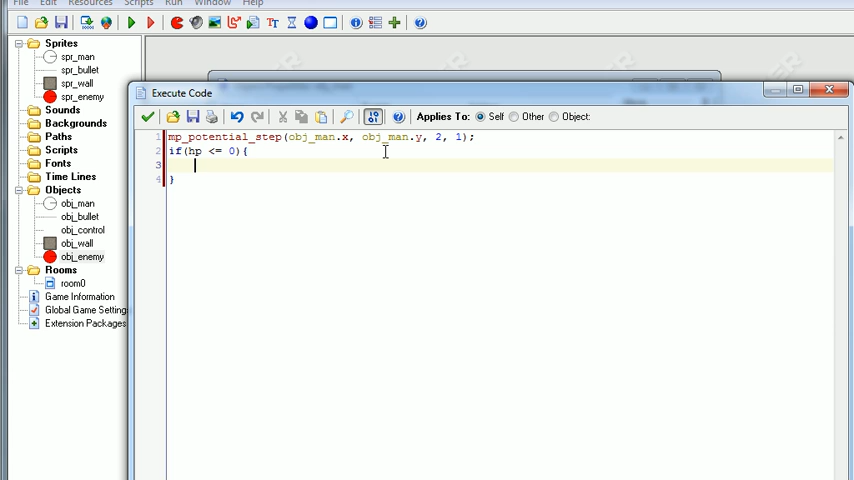 File Edit Resources Scripts Run Window Help
Sprites
spr_man
spr_bullet
spr_wall
spr_enemy
Sounds
Backgrounds
Paths
Scripts
Fonts
Time Lines
Objects
obj_man
obj_bullet
obj_control
obj_wall
obj_enemy
Rooms
room0
Game Information
Global Game Setting
Extension Packages
Execute Code
Applies To: Self Other Object:
1 mp_potential_step(obj_man.x, obj_man.y, 2, 1);
2 if(hp <= 0){
3
4 }